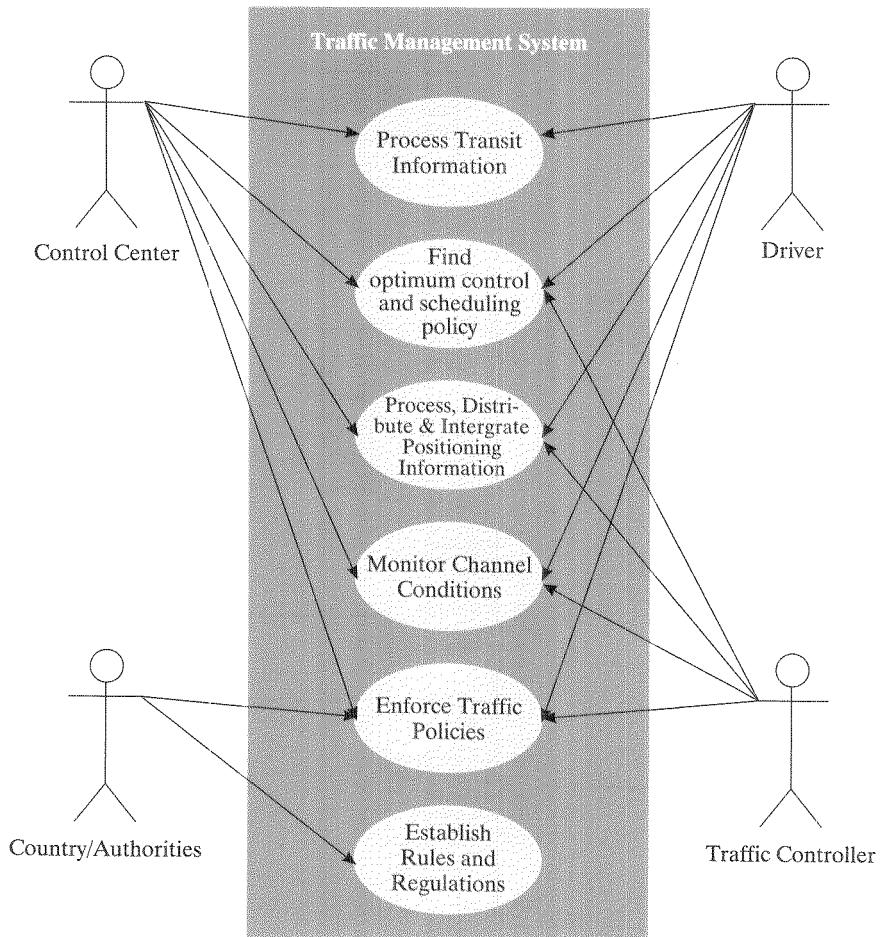 Traffic Management System
Process Transit
Information
Control Center
Driver
Find
optimum control
and scheduling
policy
Process, Distri-
bute & Intergrate
Positioning
Information
Monitor Channel
Conditions
Enforce Traffic
Policies
Country/Authorities
Traffic Controller
Establish
Rules and
Regulations